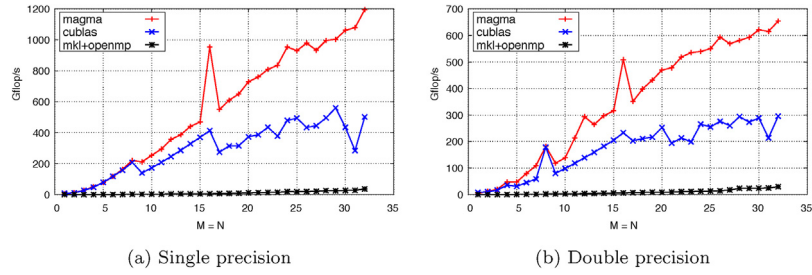 1200
1000
800
600
400
200
0
Gflop/s
magma
cublas
mkl+openmp
0 5 10 15 20 25 30 35
M = N
(a) Single precision
700
600
500
400
300
200
100
0
Gflop/s
magma
cublas
mkl+openmp
0 5 10 15 20 25 30 35
M = N
(b) Double precision